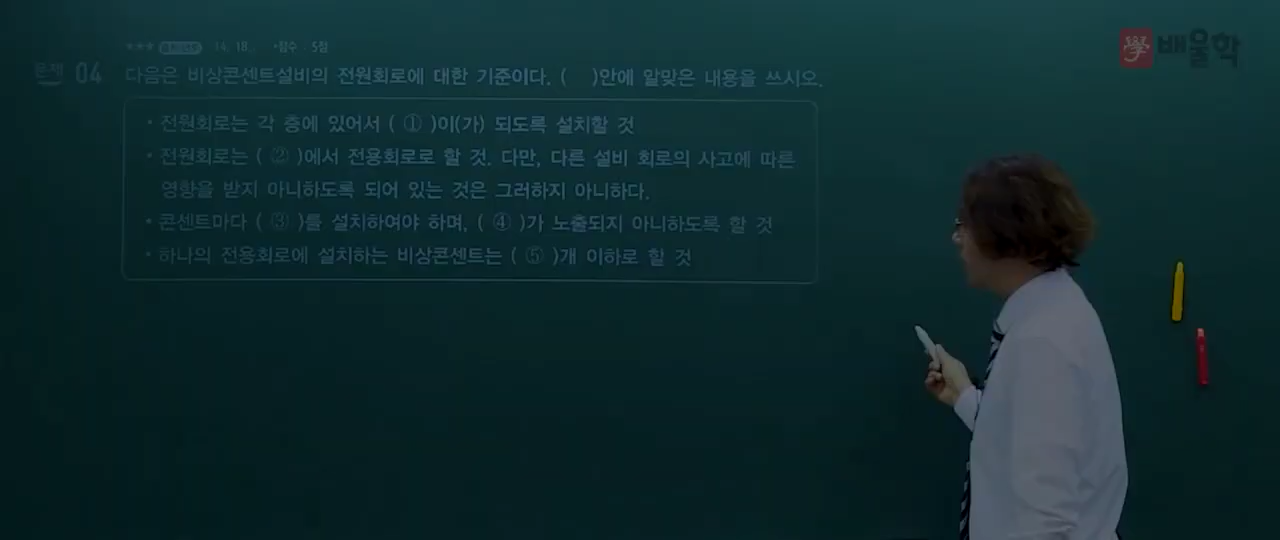 ★★★ 14. 18. •점수 : 5점
學 배울학
문제 04 다음은 비상콘센트설비의 전원회로에 대한 기준이다. ( )안에 알맞은 내용을 쓰시오.
• 전원회로는 각 층에 있어서 ( ① )이(가) 되도록 설치할 것
• 전원회로는 ( ② )에서 전용회로로 할 것. 다만, 다른 설비 회로의 사고에 따른
영향을 받지 아니하도록 되어 있는 것은 그러하지 아니하다.
• 콘센트마다 ( ③ )를 설치하여야 하며, ( ④ )가 노출되지 아니하도록 할 것
• 하나의 전용회로에 설치하는 비상콘센트는 ( ⑤ )개 이하로 할 것